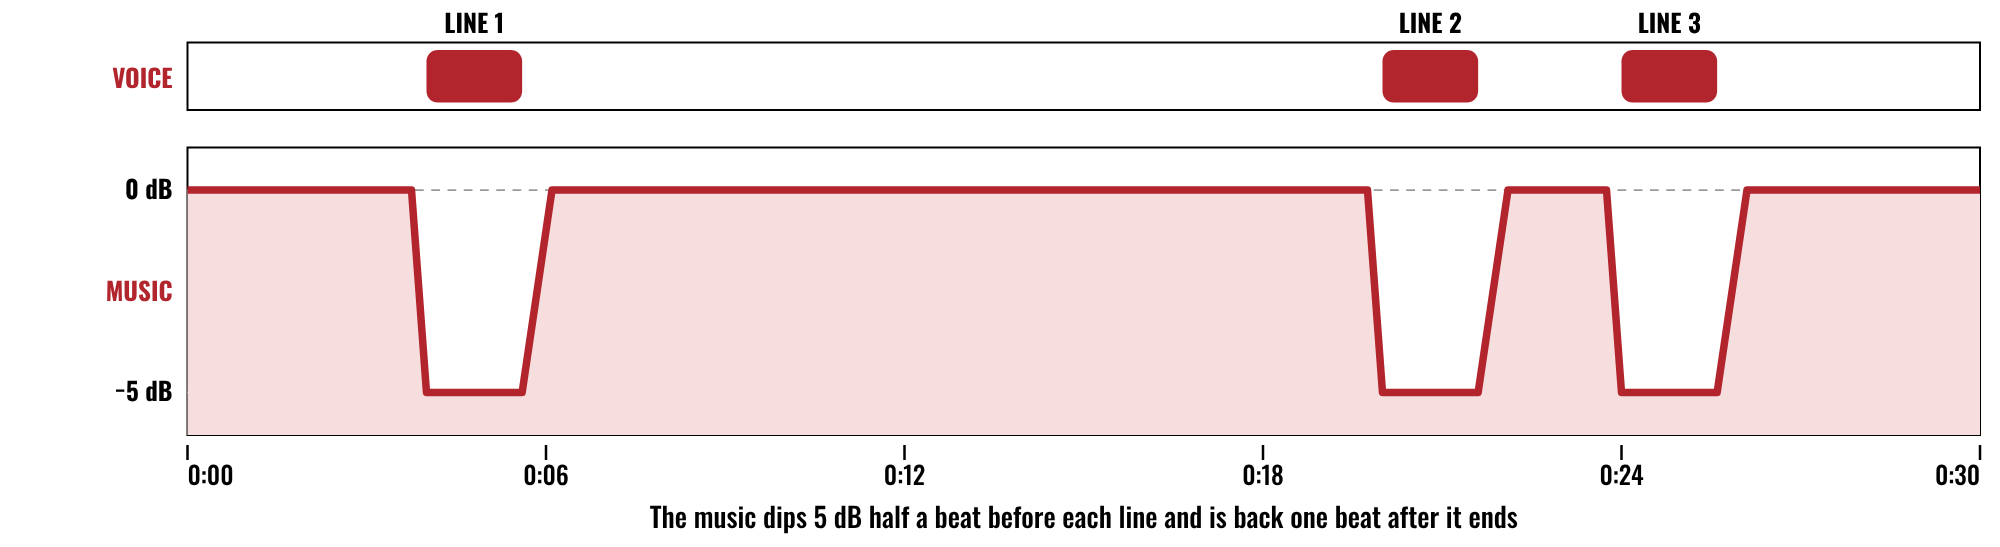 LINE 1 LINE 2 LINE 3
VOICE
0 dB
MUSIC
−5 dB
0:00 0:06 0:12 0:18 0:24 0:30
The music dips 5 dB half a beat before each line and is back one beat after it ends